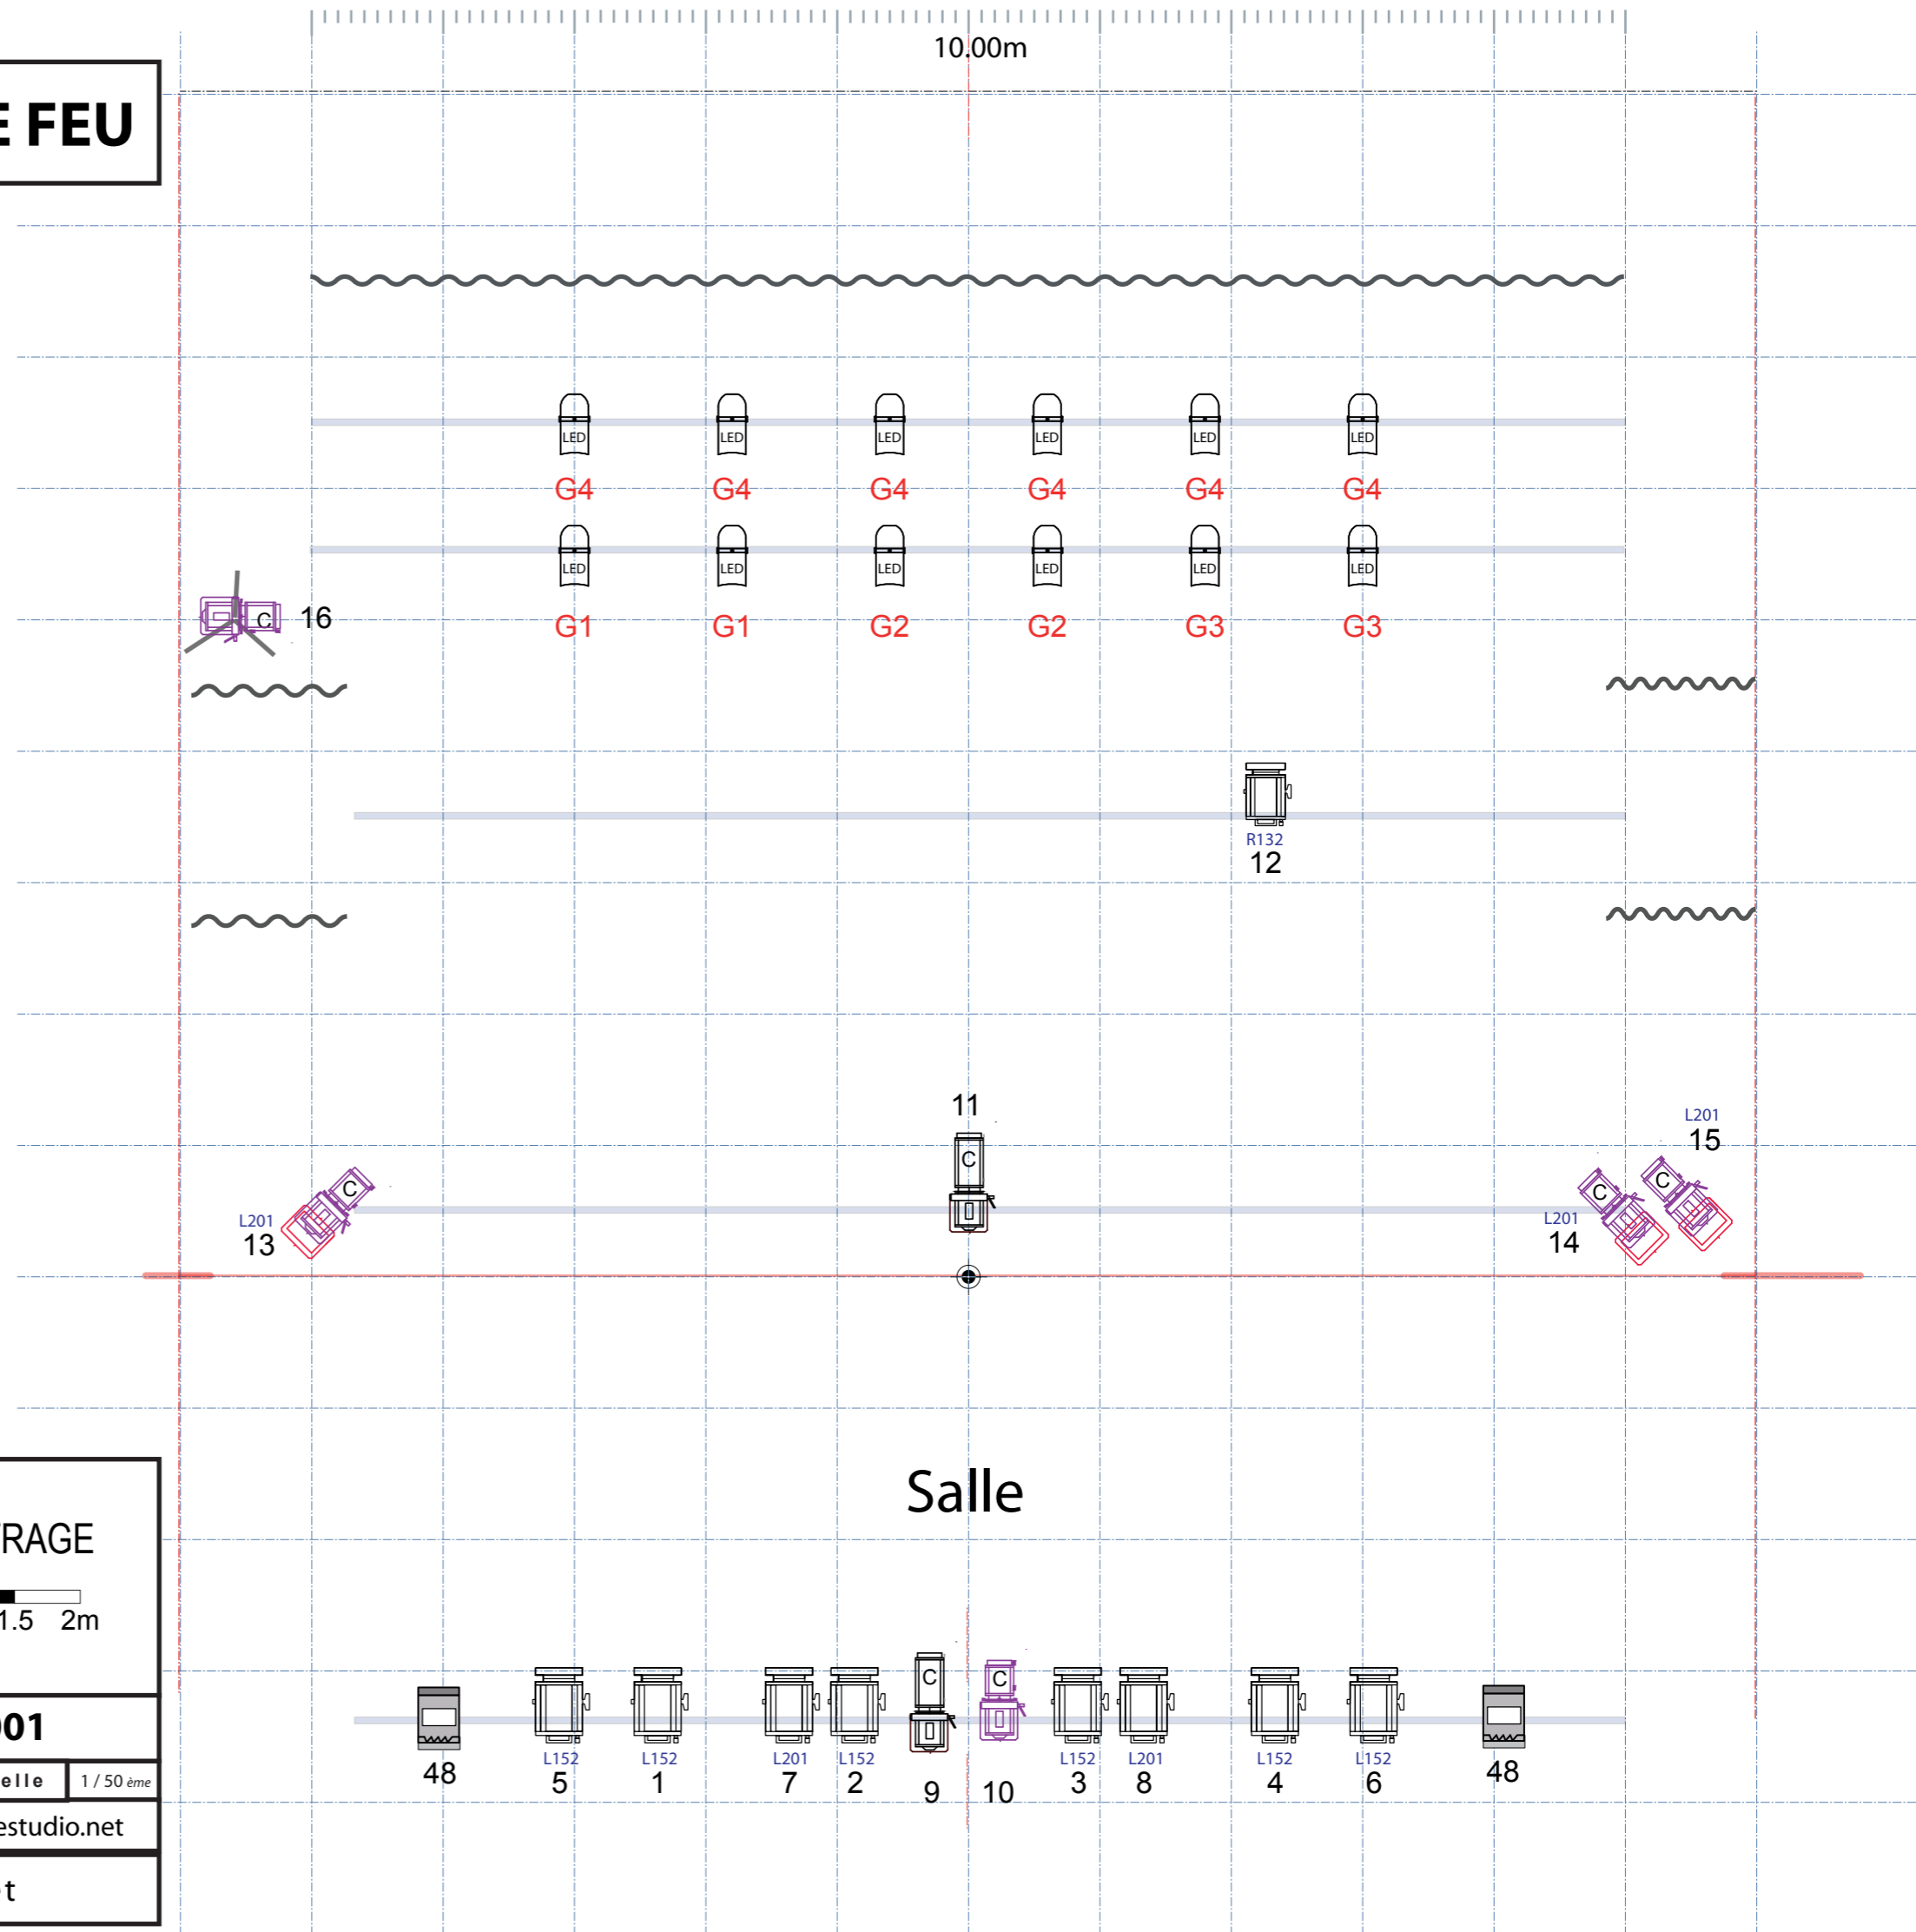 10.00m
E FEU
LED LED LED LED LED LED
G4 G4 G4 G4 G4 G4
LED LED LED LED LED LED
G1 G1 G2 G2 G3 G3
C 16
R132
12
11
C
L201
15
C
L201
13
C
C
L201
14
Salle
RAGE
1.5 2m
001
elle 1 / 50 ème
estudio.net
t
C C
L152 L152 L201 L152 L152 L201 L152 L152
48 5 1 7 2 9 10 3 8 4 6 48